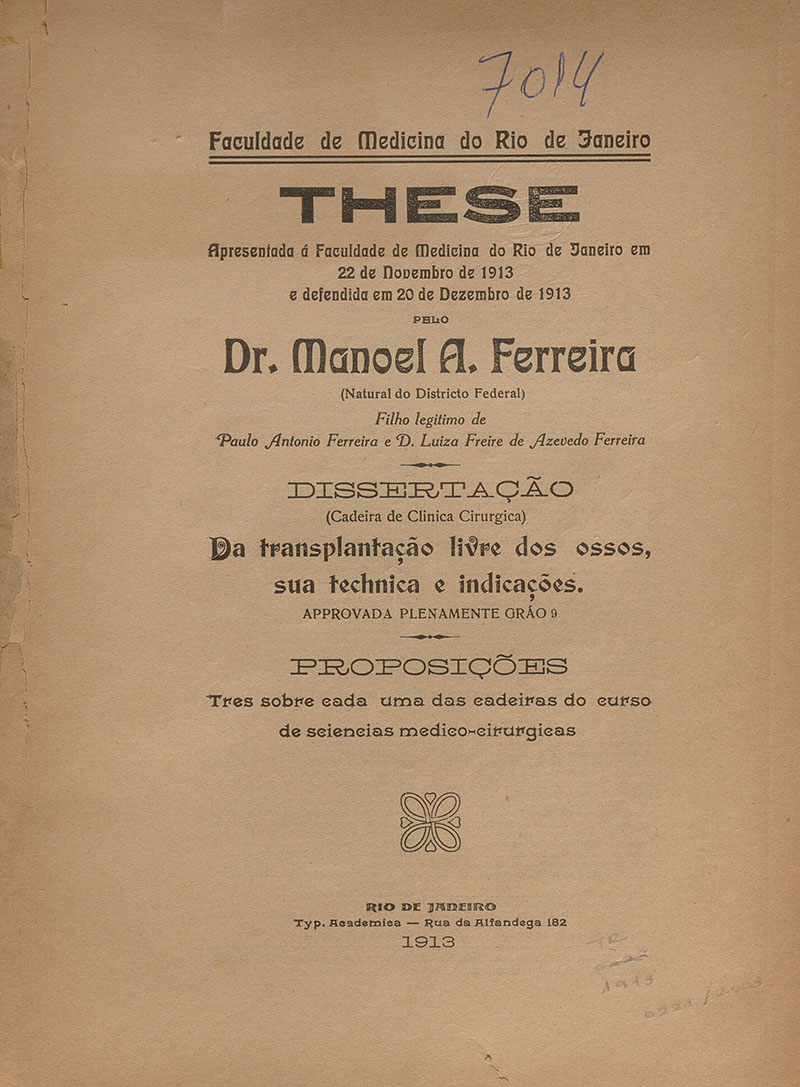 7014
Faculdade de Medicina do Rio de Janeiro
THESE
Apresentada á Faculdade de Medicina do Rio de Janeiro em
22 de Novembro de 1913
e defendida em 20 de Dezembro de 1913
PELO
Dr. Manoel A. Ferreira
(Natural do Districto Federal)
Filho legitimo de
Paulo Antonio Ferreira e D. Luiza Freire de Azevedo Ferreira
DISSERTAÇÃO
(Cadeira de Clinica Cirurgica)
Da transplantação livre dos ossos,
sua technica e indicações.
APPROVADA PLENAMENTE GRÁO 9
PROPOSIÇÕES
Tres sobre cada uma das cadeiras do curso
de sciencias medico-cirurgicas
RIO DE JANEIRO
Typ. Academica — Rua da Alfandega 182
1913
1913